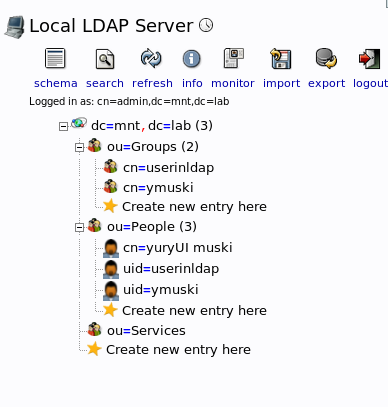 Local LDAP Server
schema search refresh info monitor import export logout
Logged in as: cn=admin,dc=mnt,dc=lab
dc=mnt,dc=lab (3)
ou=Groups (2)
cn=userinldap
cn=ymuski
Create new entry here
ou=People (3)
cn=yuryUI muski
uid=userinldap
uid=ymuski
Create new entry here
ou=Services
Create new entry here